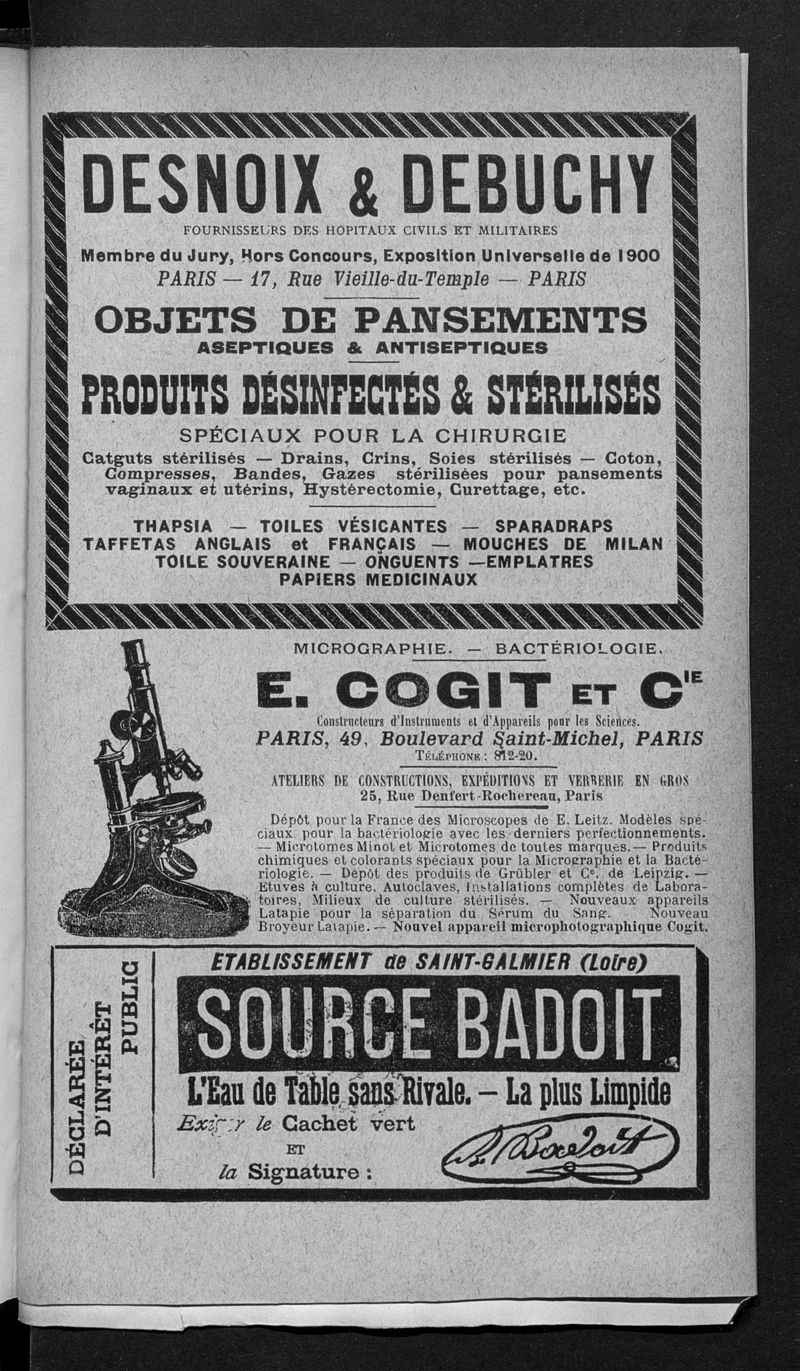 DESNOIX & DEBUCHY
FOURNISSEURS DES HOPITAUX CIVILS ET MILITAIRES
Membre du Jury, Hors Concours, Exposition Universelle de 1900
PARIS — 17, Rue Vieille-du-Temple — PARIS
OBJETS DE PANSEMENTS
ASEPTIQUES & ANTISEPTIQUES
PRODUITS DÉSINFECTÉS & STÉRILISÉS
SPÉCIAUX POUR LA CHIRURGIE
Catguts stérilisés — Drains, Crins, Soies stérilisés — Coton,
Compresses, Bandes, Gazes stérilisées pour pansements
vaginaux et utérins, Hystérectomie, Curettage, etc.
THAPSIA — TOILES VÉSICANTES — SPARADRAPS
TAFFETAS ANGLAIS et FRANÇAIS — MOUCHES DE MILAN
TOILE SOUVERAINE — ONGUENTS —EMPLATRES
PAPIERS MEDICINAUX
MICROGRAPHIE. — BACTÉRIOLOGIE.
E. COGIT ET CIE
Constructeurs d'Instruments et d'Appareils pour les Sciences.
PARIS, 49, Boulevard Saint-Michel, PARIS
TÉLÉPHONE : 812-20.
ATELIERS DE CONSTRUCTIONS, EXPÉDITIONS ET VERRERIE EN GROS
25, Rue Denfert-Rochereau, Paris
Dépôt pour la France des Microscopes de E. Leitz. Modèles spé-
ciaux pour la bactériologie avec les derniers perfectionnements.
— Microtomes Minot et Microtomes de toutes marques.— Produits
chimiques et colorants spéciaux pour la Micrographie et la Bacté-
riologie. — Dépôt des produits de Grübler et Cº, de Leipzig. —
Etuves à culture, Autoclaves, Installations complètes de Labora-
toires, Milieux de culture stérilisés. — Nouveaux appareils
Latapie pour la séparation du Sérum du Sang. Nouveau
Broyeur Latapie. — Nouvel appareil microphotographique Cogit.
DÉCLARÉE
D'INTÉRÊT
PUBLIC
ETABLISSEMENT de SAINT-GALMIER (Loire)
SOURCE BADOIT
L'Eau de Table sans Rivale. — La plus Limpide
Exiger le Cachet vert
ET
la Signature :
Badoit